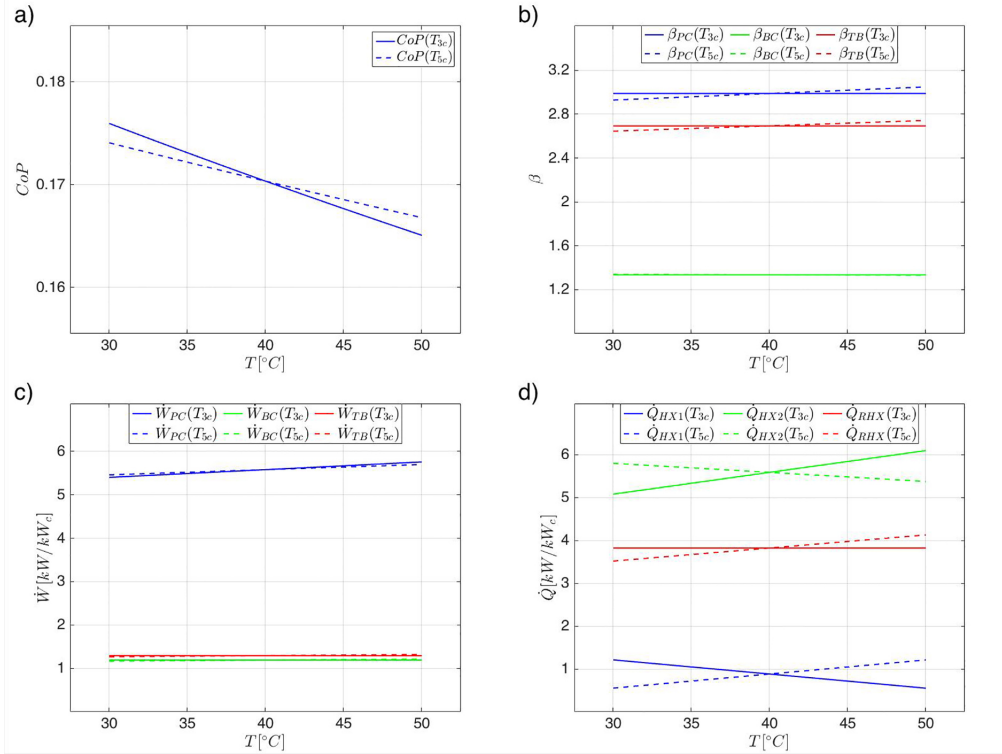 a)
CoP(T3c)
CoP(T5c)
0.18
0.17
0.16
CoP
30 35 40 45 50
T[°C]
b)
βPC(T3c) βBC(T3c) βTB(T3c)
βPC(T5c) βBC(T5c) βTB(T5c)
3.2
2.8
2.4
2
1.6
1.2
β
30 35 40 45 50
T[°C]
c)
ẆPC(T3c) ẆBC(T3c) ẆTB(T3c)
ẆPC(T5c) ẆBC(T5c) ẆTB(T5c)
6
5
4
3
2
1
Ẇ[kW/kWc]
30 35 40 45 50
T[°C]
d)
Q̇HX1(T3c) Q̇HX2(T3c) Q̇RHX(T3c)
Q̇HX1(T5c) Q̇HX2(T5c) Q̇RHX(T5c)
6
5
4
3
2
1
Q̇[kW/kWc]
30 35 40 45 50
T[°C]